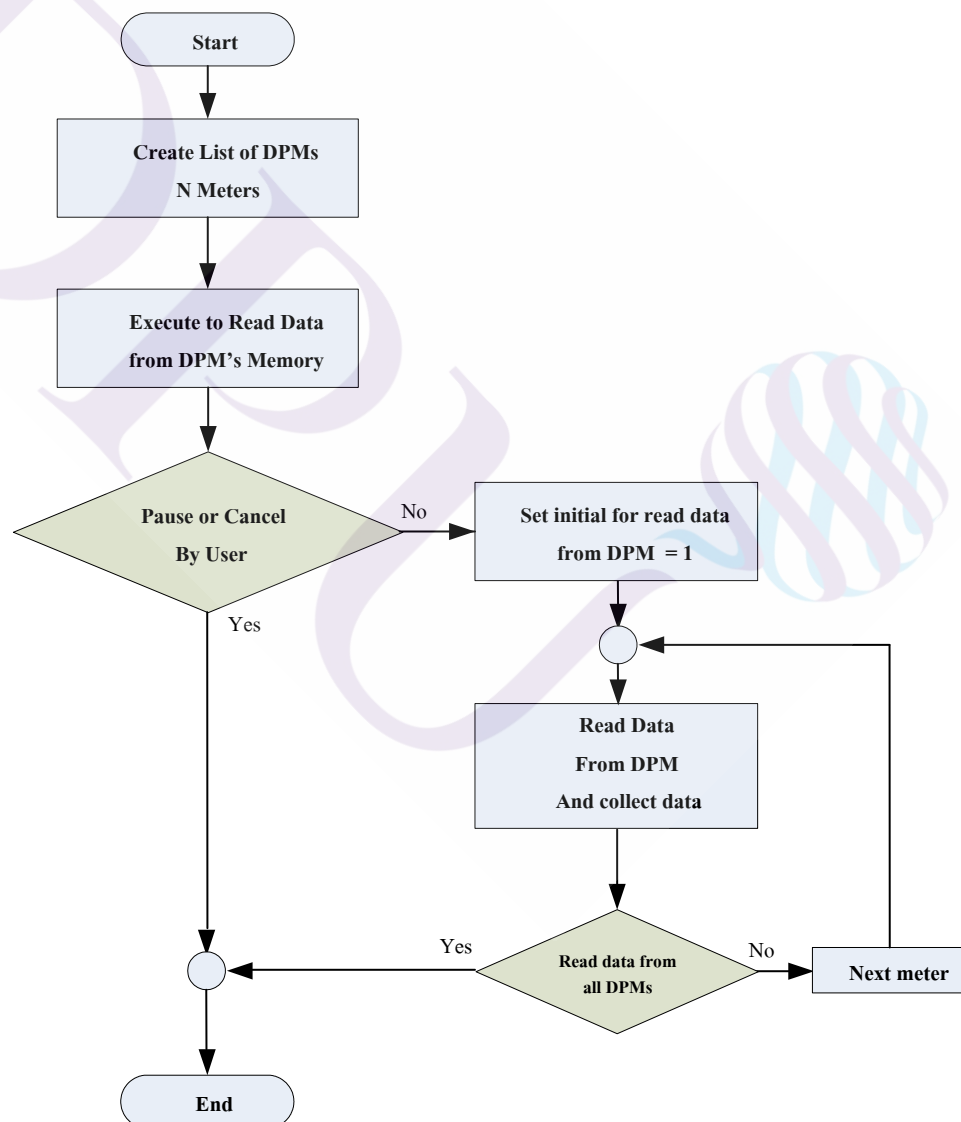 Start
Create List of DPMs
N Meters
Execute to Read Data
from DPM's Memory
Pause or Cancel
By User
No
Yes
Set initial for read data
from DPM = 1
Read Data
From DPM
And collect data
Read data from
all DPMs
Yes
No
Next meter
End
DPU